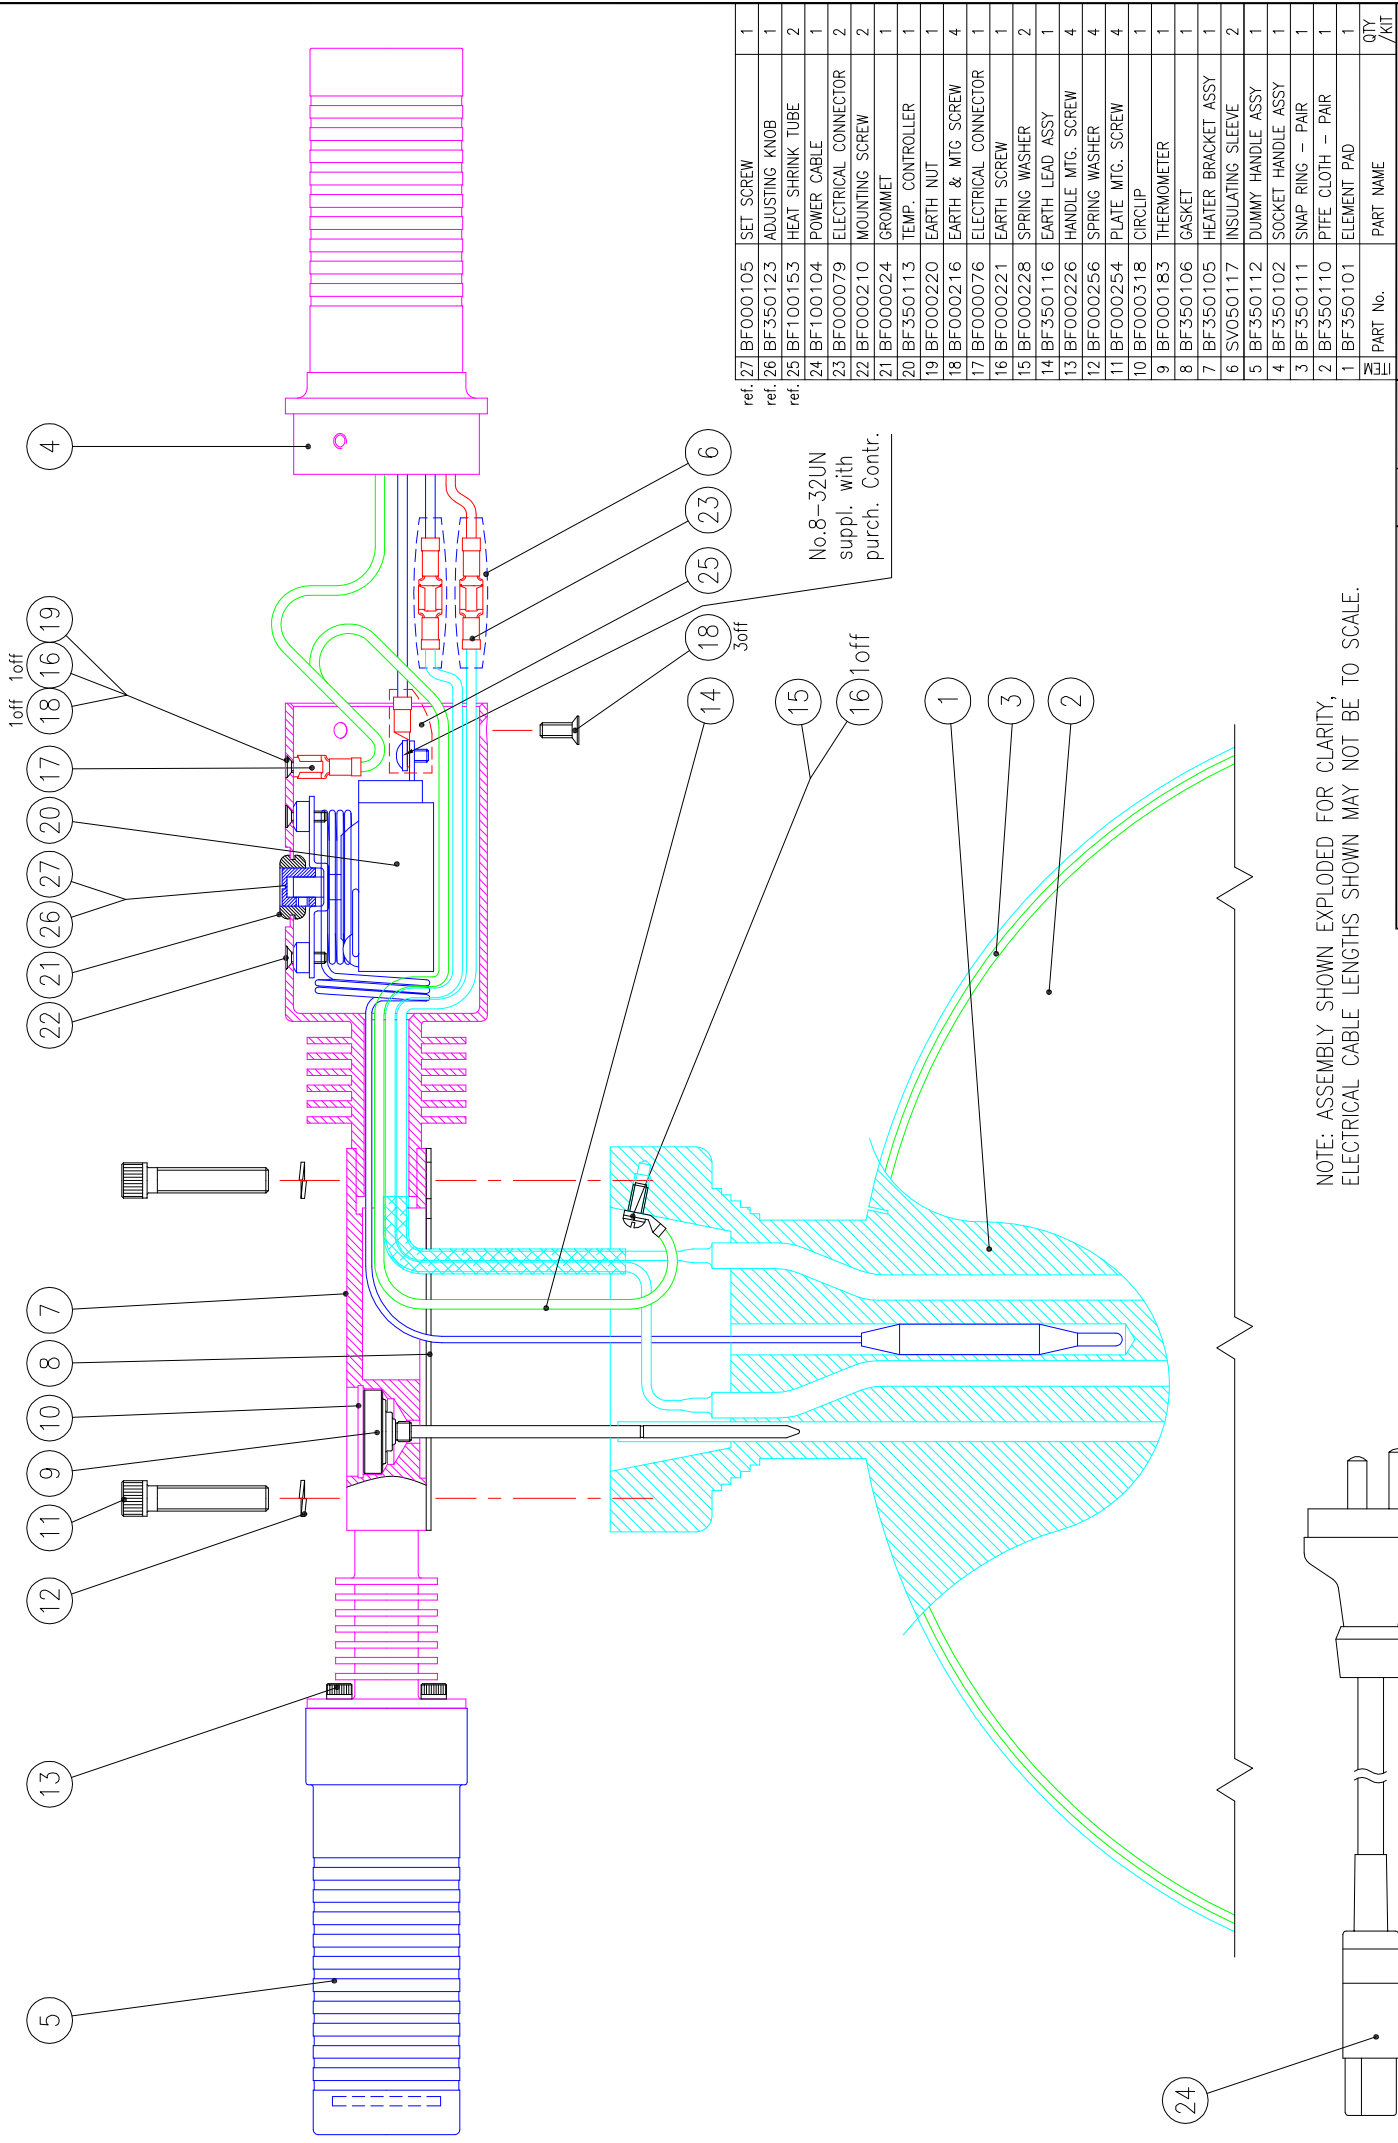 ref. 27 BF000105 SET SCREW 1
ref. 26 BF350123 ADJUSTING KNOB 1
ref. 25 BF100153 HEAT SHRINK TUBE 2
24 BF100104 POWER CABLE 1
23 BF000079 ELECTRICAL CONNECTOR 2
22 BF000210 MOUNTING SCREW 2
21 BF000024 GROMMET 1
20 BF350113 TEMP. CONTROLLER 1
19 BF000220 EARTH NUT 1
18 BF000216 EARTH & MTG SCREW 4
17 BF000076 ELECTRICAL CONNECTOR 1
16 BF000221 EARTH SCREW 1
15 BF000228 SPRING WASHER 2
14 BF350116 EARTH LEAD ASSY 1
13 BF000226 HANDLE MTG. SCREW 4
12 BF000256 SPRING WASHER 4
11 BF000254 PLATE MTG. SCREW 4
10 BF000318 CIRCLIP 1
9 BF000183 THERMOMETER 1
8 BF350106 GASKET 1
7 BF350105 HEATER BRACKET ASSY 1
6 SV050117 INSULATING SLEEVE 2
5 BF350112 DUMMY HANDLE ASSY 1
4 BF350102 SOCKET HANDLE ASSY 1
3 BF350111 SNAP RING - PAIR 1
2 BF350110 PTFE CLOTH - PAIR 1
1 BF350101 ELEMENT PAD 1
ITEM PART No. PART NAME QTY /KIT
5
13
12
11
9
10
8
7
22
21
26
27
20
17
1off 1off
18 16 19
4
6
23
25
No.8-32UN
suppl. with
purch. Contr.
18
3off
14
15
16 1off
1
3
2
24
NOTE: ASSEMBLY SHOWN EXPLODED FOR CLARITY,
ELECTRICAL CABLE LENGTHS SHOWN MAY NOT BE TO SCALE.
1